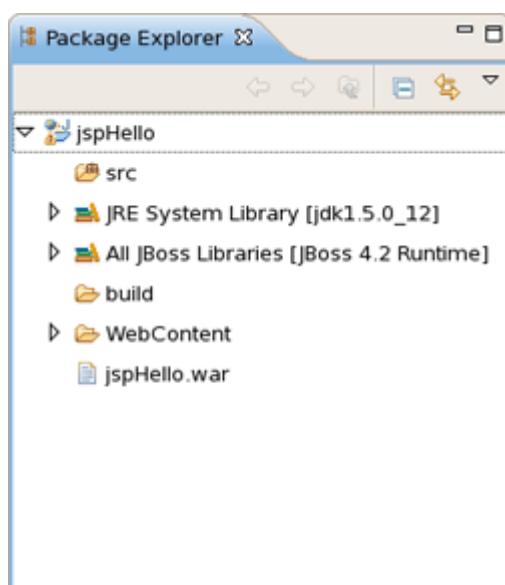 Package Explorer
jspHello
src
JRE System Library [jdk1.5.0_12]
All JBoss Libraries [JBoss 4.2 Runtime]
build
WebContent
jspHello.war